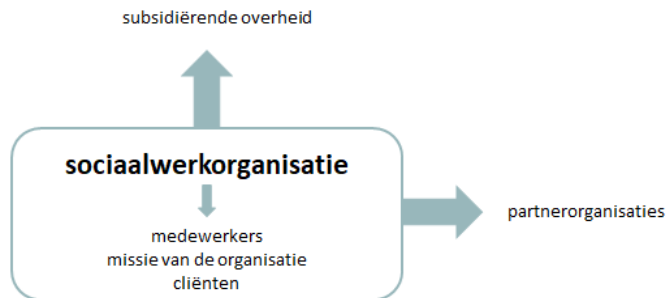 subsidiërende overheid
sociaalwerkorganisatie
medewerkers
missie van de organisatie
cliënten
partnerorganisaties